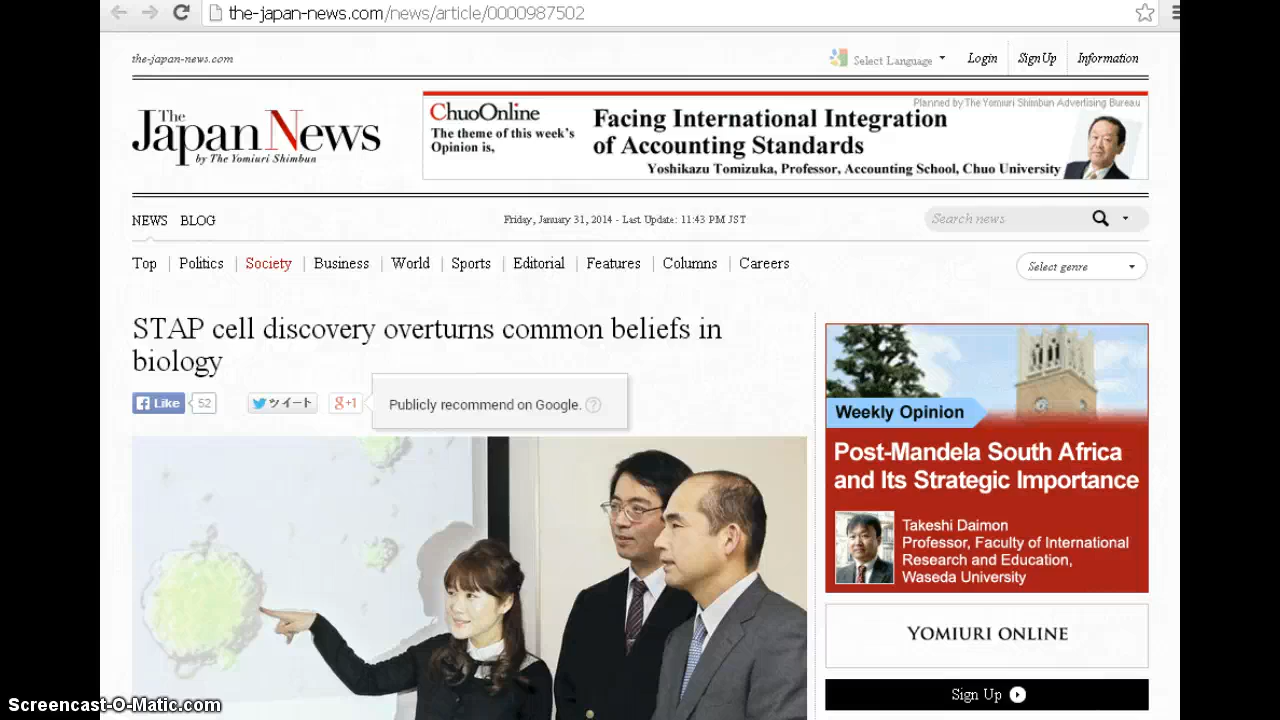 the-japan-news.com/news/article/0000987502
the-japan-news.com
Select Language
Login
Sign Up
Information
The
Japan News
by The Yomiuri Shimbun
Planned by The Yomiuri Shimbun Advertising Bureau
ChuoOnline
The theme of this week's
Opinion is,
Facing International Integration
of Accounting Standards
Yoshikazu Tomizuka, Professor, Accounting School, Chuo University
NEWS BLOG
Friday, January 31, 2014 - Last Update: 11:43 PM JST
Search news
Top | Politics | Society | Business | World | Sports | Editorial | Features | Columns | Careers
Select genre
STAP cell discovery overturns common beliefs in
biology
Like 52
ツイート
g+1
Publicly recommend on Google. ?
Weekly Opinion
Post-Mandela South Africa
and Its Strategic Importance
Takeshi Daimon
Professor, Faculty of International
Research and Education,
Waseda University
YOMIURI ONLINE
Sign Up
Screencast-O-Matic.com